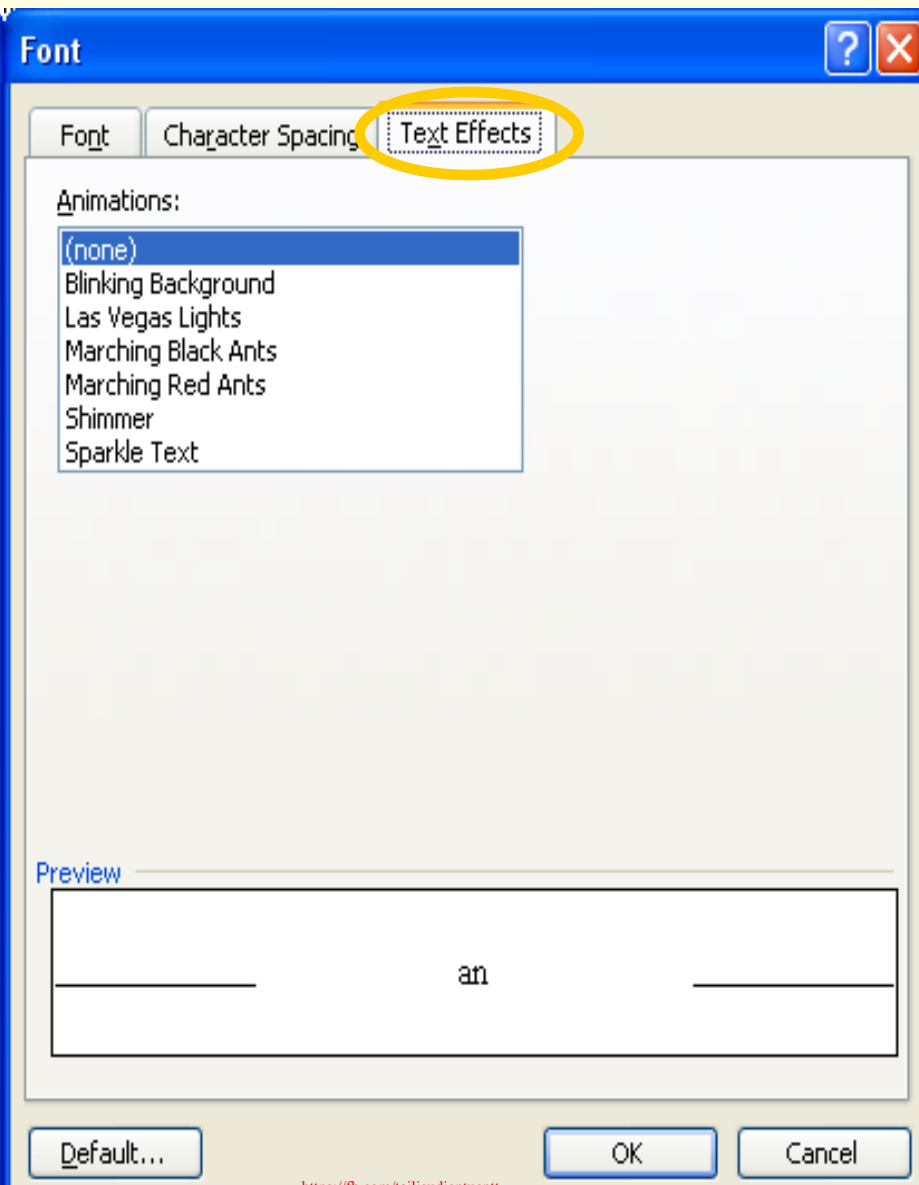 Font
Font Character Spacing Text Effects
Animations:
(none)
Blinking Background
Las Vegas Lights
Marching Black Ants
Marching Red Ants
Shimmer
Sparkle Text
Preview
an
Default... OK Cancel